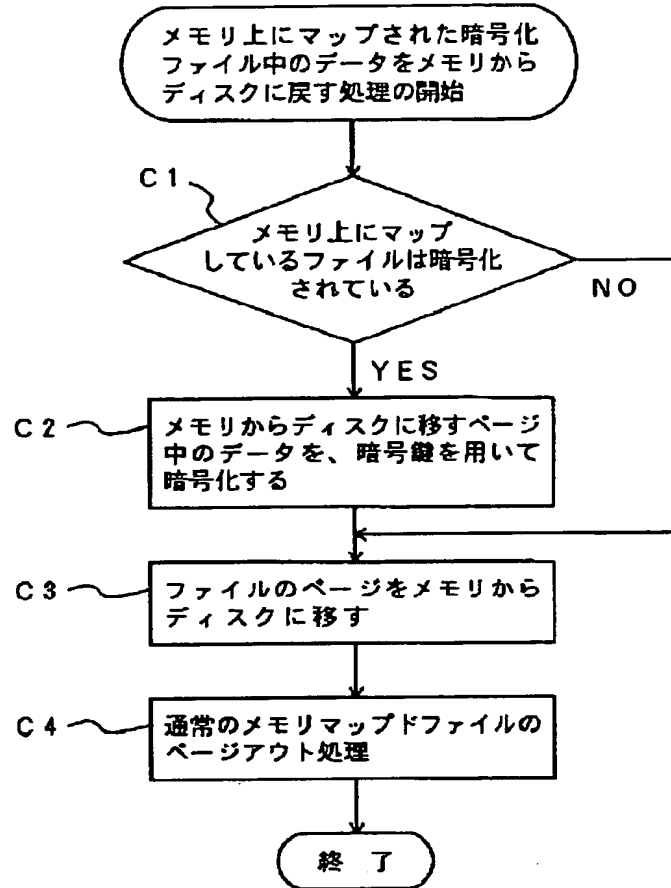 メモリ上にマップされた暗号化
ファイル中のデータをメモリから
ディスクに戻す処理の開始
C1
メモリ上にマップ
しているファイルは暗号化
されている
NO
YES
C2
メモリからディスクに移すページ
中のデータを、暗号鍵を用いて
暗号化する
C3
ファイルのページをメモリから
ディスクに移す
C4
通常のメモリマップドファイルの
ページアウト処理
終了